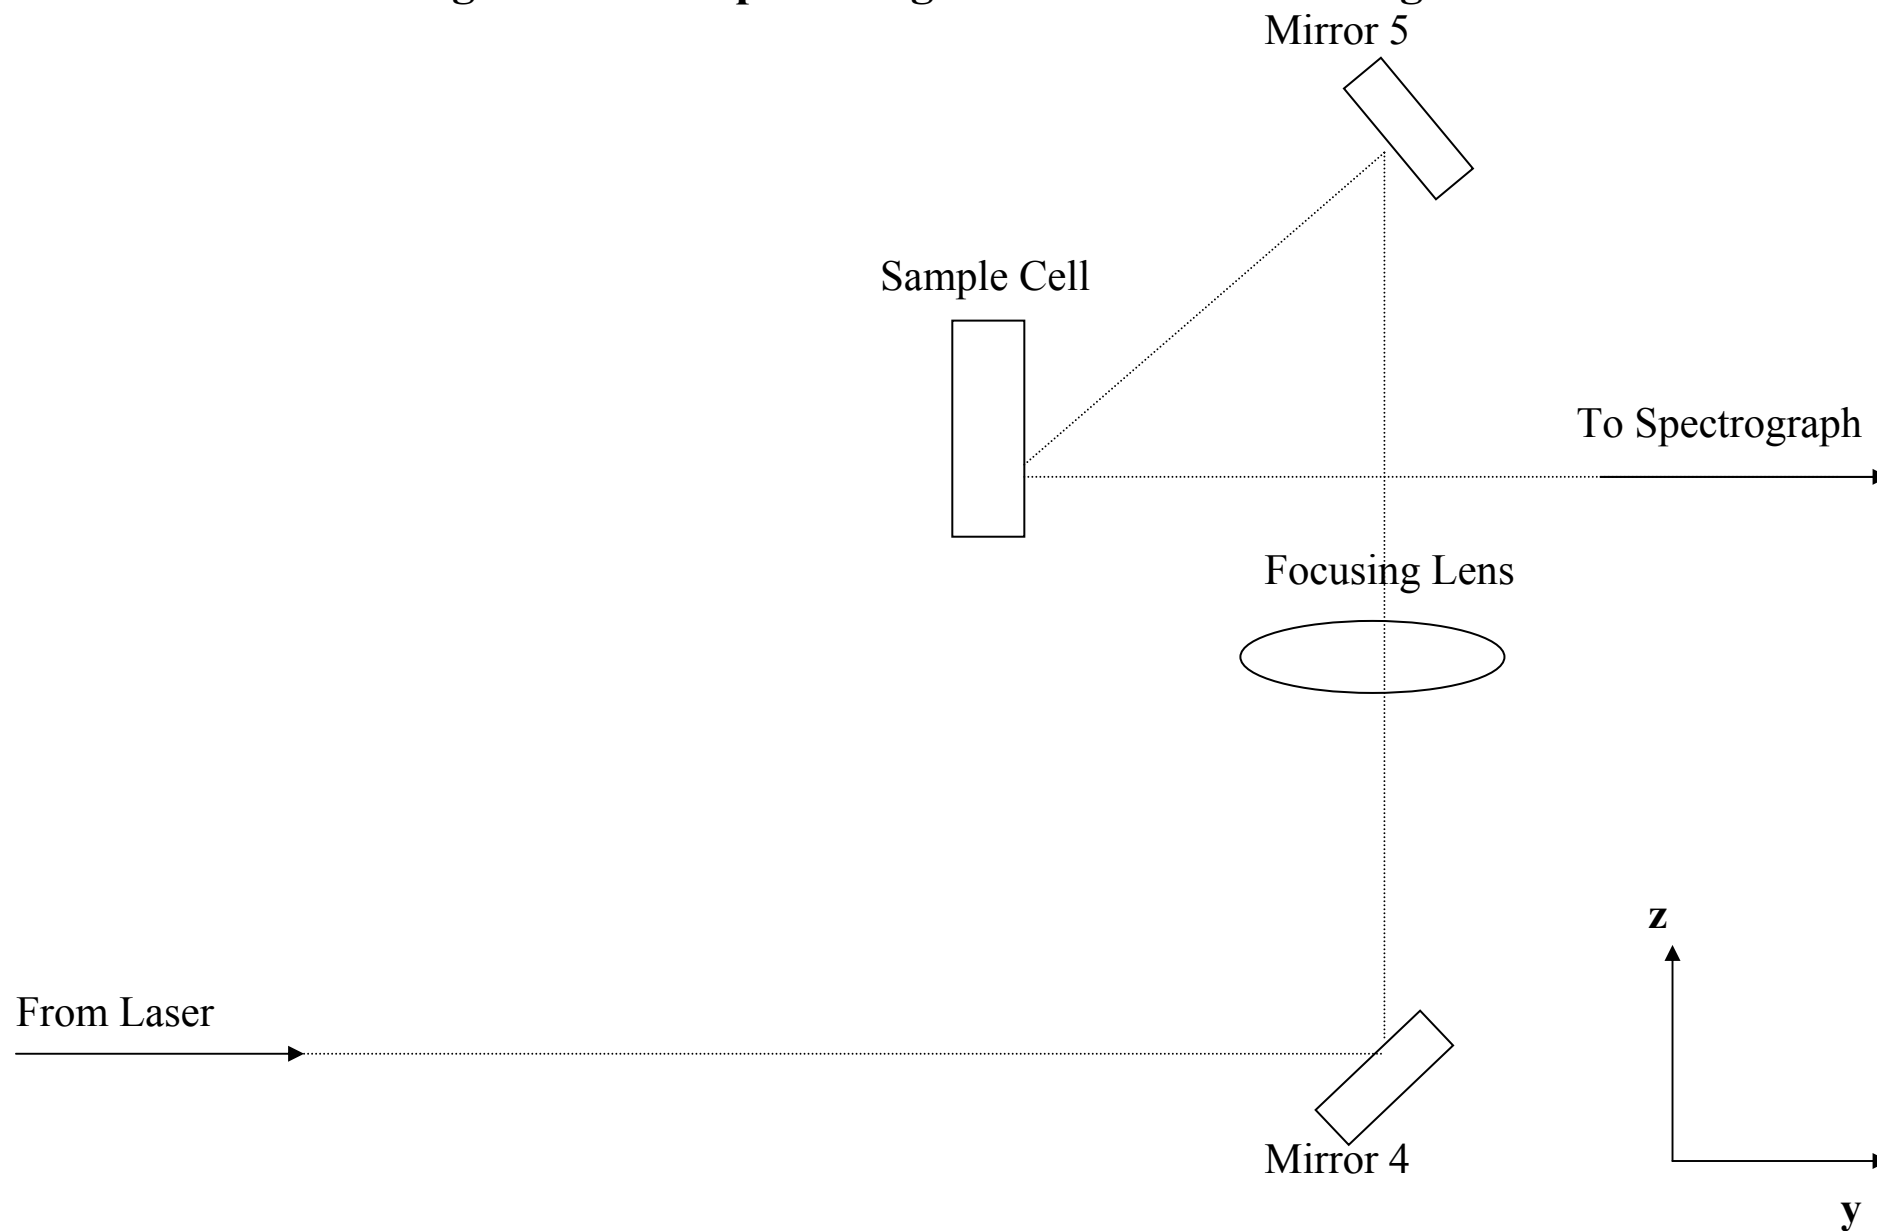 Mirror 5
Sample Cell
To Spectrograph
Focusing Lens
z
From Laser
Mirror 4
y